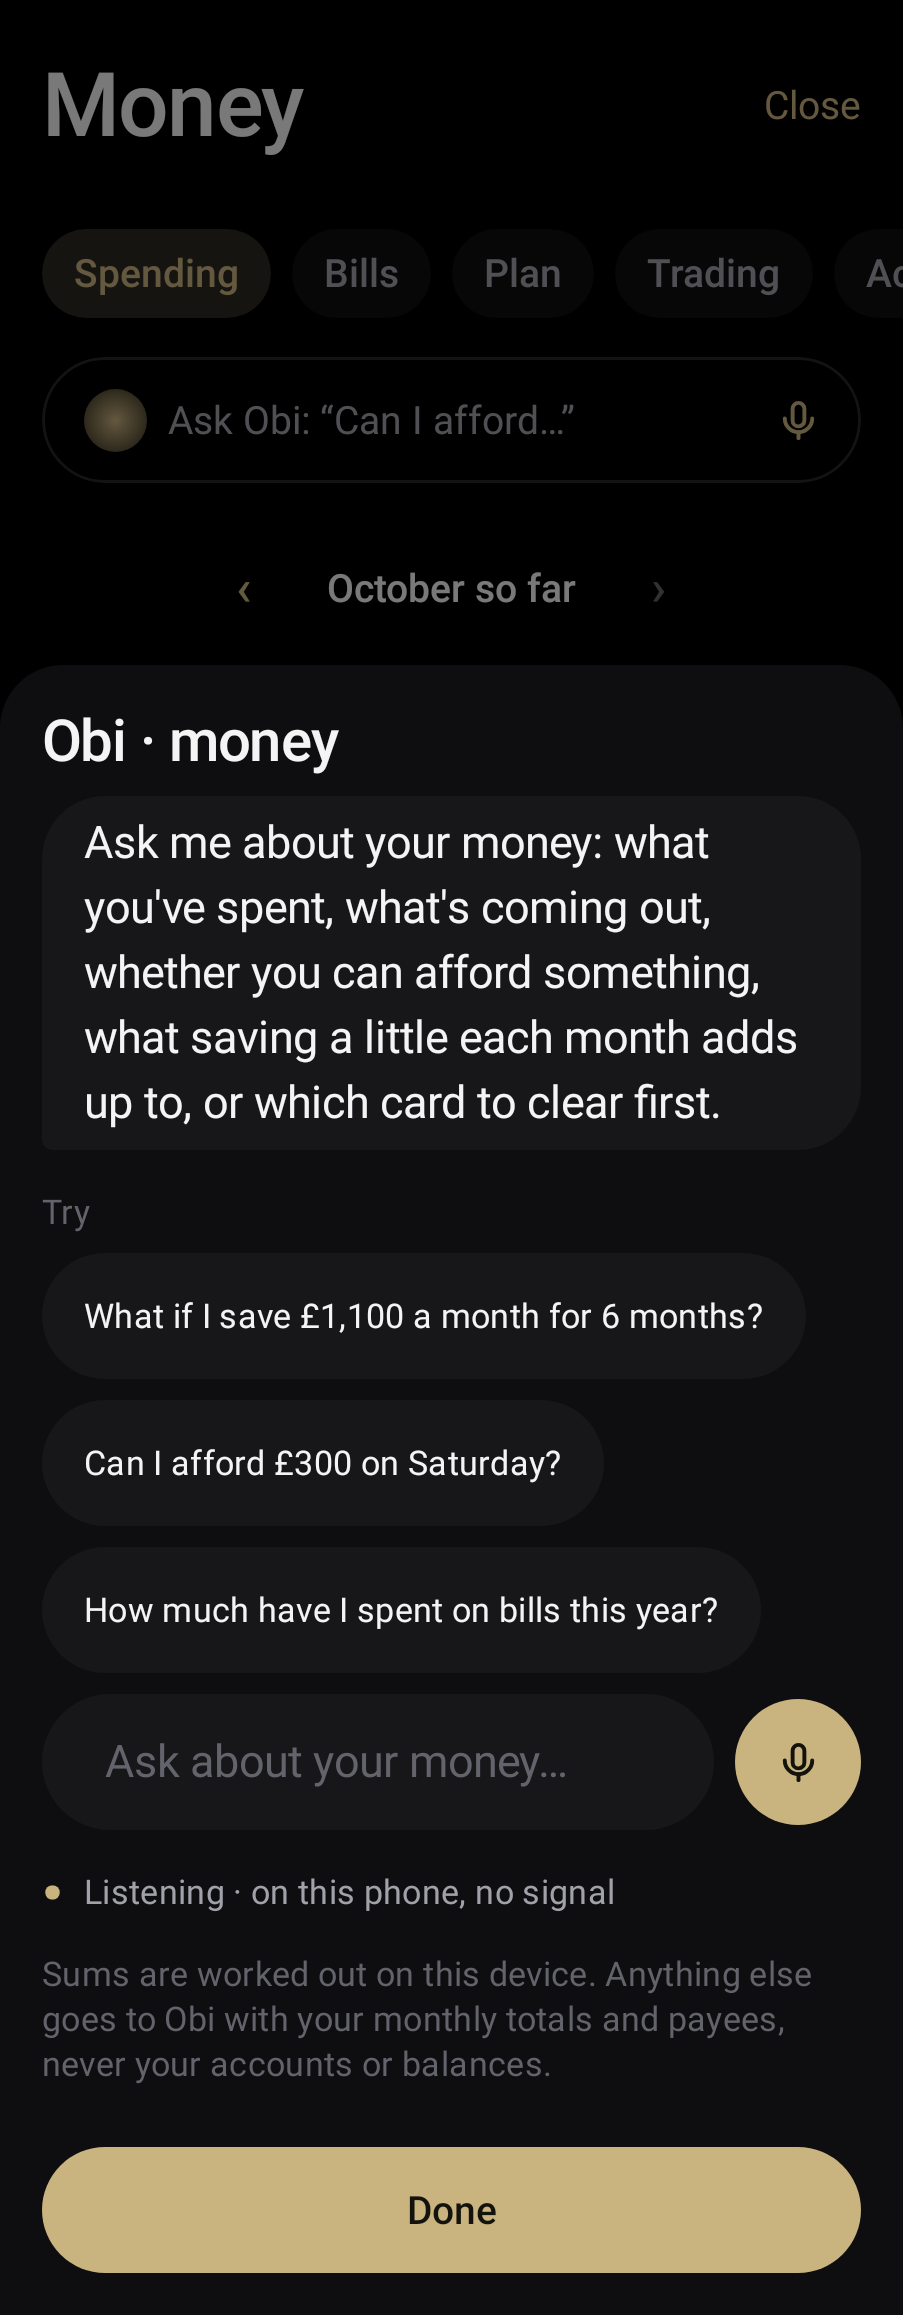 Money
Close
Spending
Bills
Plan
Trading
Ask Obi: “Can I afford…”
‹ October so far ›
Obi · money
Ask me about your money: what
you've spent, what's coming out,
whether you can afford something,
what saving a little each month adds
up to, or which card to clear first.
Try
What if I save £1,100 a month for 6 months?
Can I afford £300 on Saturday?
How much have I spent on bills this year?
Ask about your money…
Listening · on this phone, no signal
Sums are worked out on this device. Anything else
goes to Obi with your monthly totals and payees,
never your accounts or balances.
Done